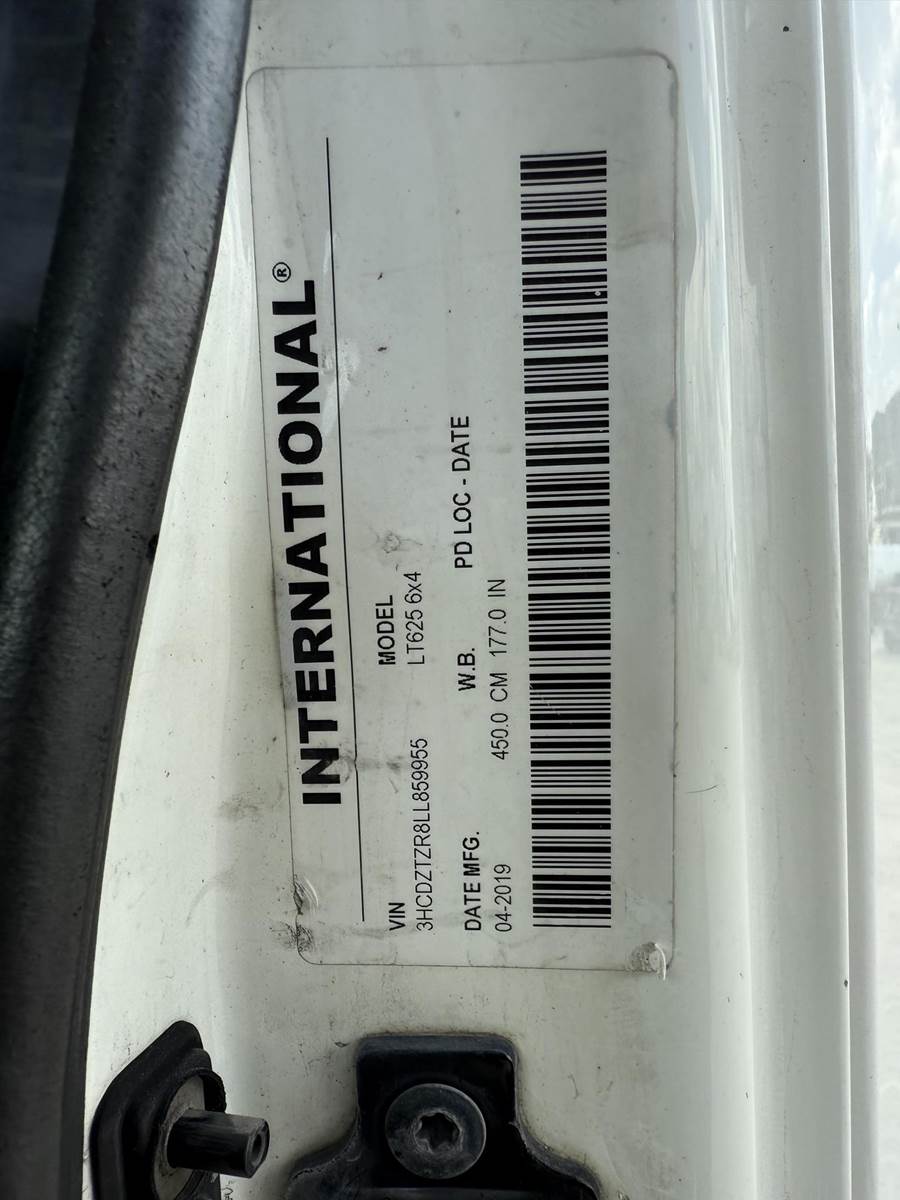 INTERNATIONAL®
VIN MODEL
3HCDZTZR8LL859955 LT625 6x4
DATE MFG. W.B. PD LOC - DATE
04-2019 450.0 CM 177.0 IN